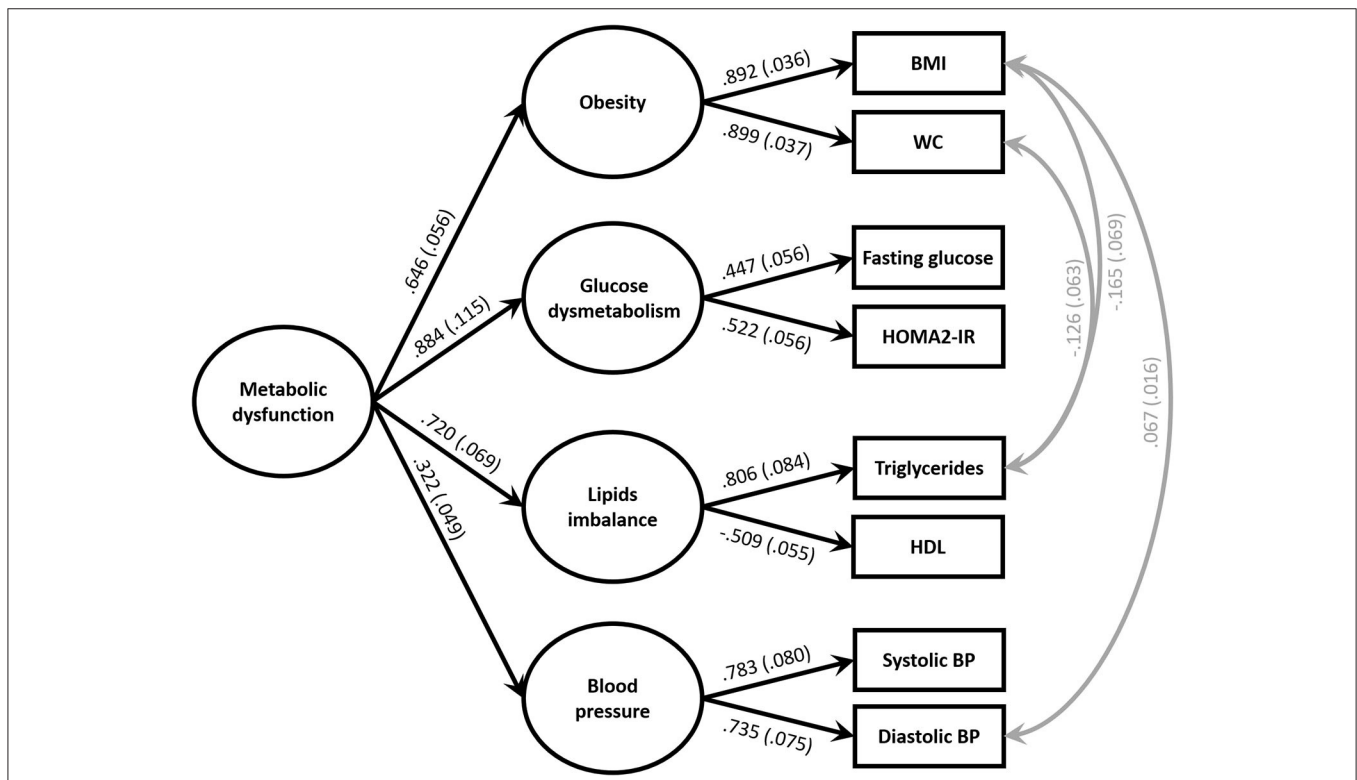 BMI
.892 (.036)
Obesity
.899 (.037)
WC
.646 (.056)
-.165 (.069)
-.126 (.063)
.447 (.056)
Fasting glucose
Glucose
dysmetabolism
.884 (.115)
.522 (.056)
HOMA2-IR
Metabolic
dysfunction
.067 (.016)
.720 (.069)
.806 (.084)
Triglycerides
.322 (.049)
Lipids
imbalance
-.509 (.055)
HDL
.783 (.080)
Systolic BP
Blood
pressure
.735 (.075)
Diastolic BP